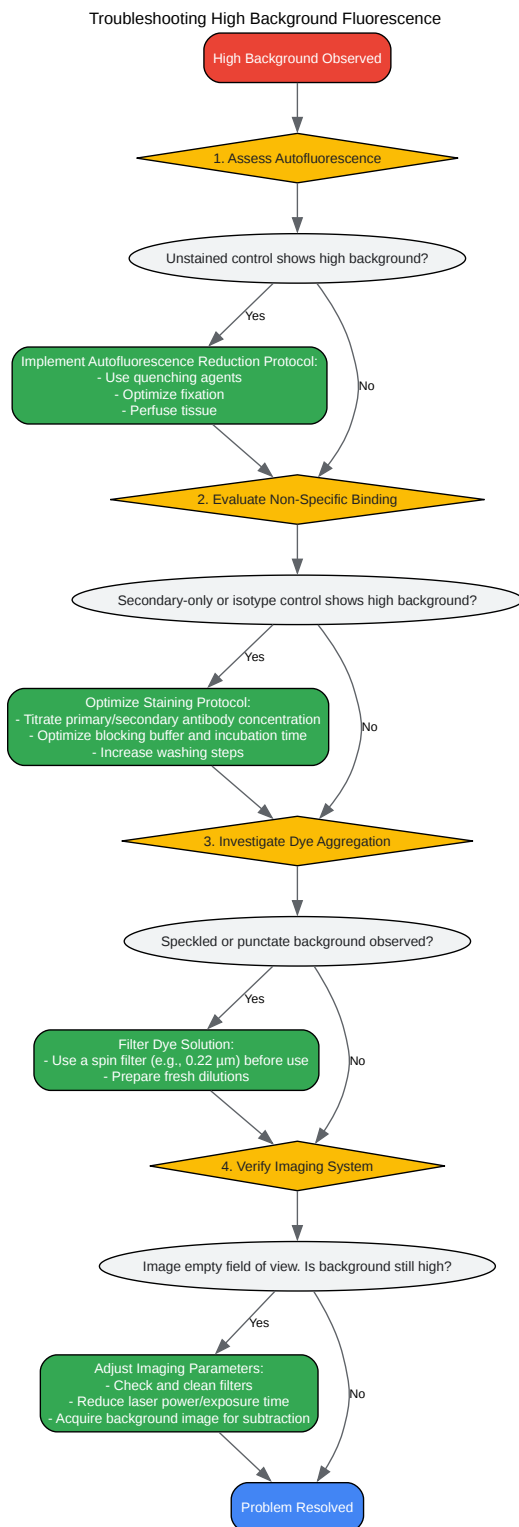 Troubleshooting High Background Fluorescence
High Background Observed
1. Assess Autofluorescence
Unstained control shows high background?
Yes
No
Implement Autofluorescence Reduction Protocol:
- Use quenching agents
- Optimize fixation
- Perfuse tissue
2. Evaluate Non-Specific Binding
Secondary-only or isotype control shows high background?
Yes
No
Optimize Staining Protocol:
- Titrate primary/secondary antibody concentration
- Optimize blocking buffer and incubation time
- Increase washing steps
3. Investigate Dye Aggregation
Speckled or punctate background observed?
Yes
No
Filter Dye Solution:
- Use a spin filter (e.g., 0.22 µm) before use
- Prepare fresh dilutions
4. Verify Imaging System
Image empty field of view. Is background still high?
Yes
No
Adjust Imaging Parameters:
- Check and clean filters
- Reduce laser power/exposure time
- Acquire background image for subtraction
Problem Resolved